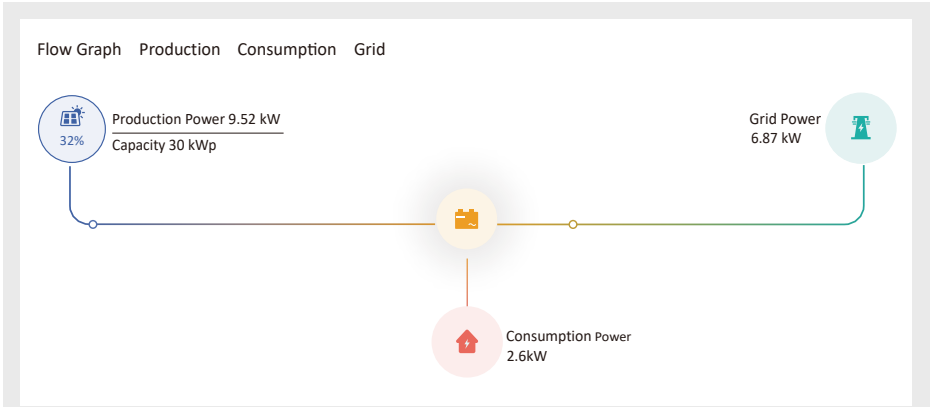 Flow Graph Production Consumption Grid
32%
Production Power 9.52 kW
Capacity 30 kWp
Grid Power
6.87 kW
Consumption Power
2.6kW